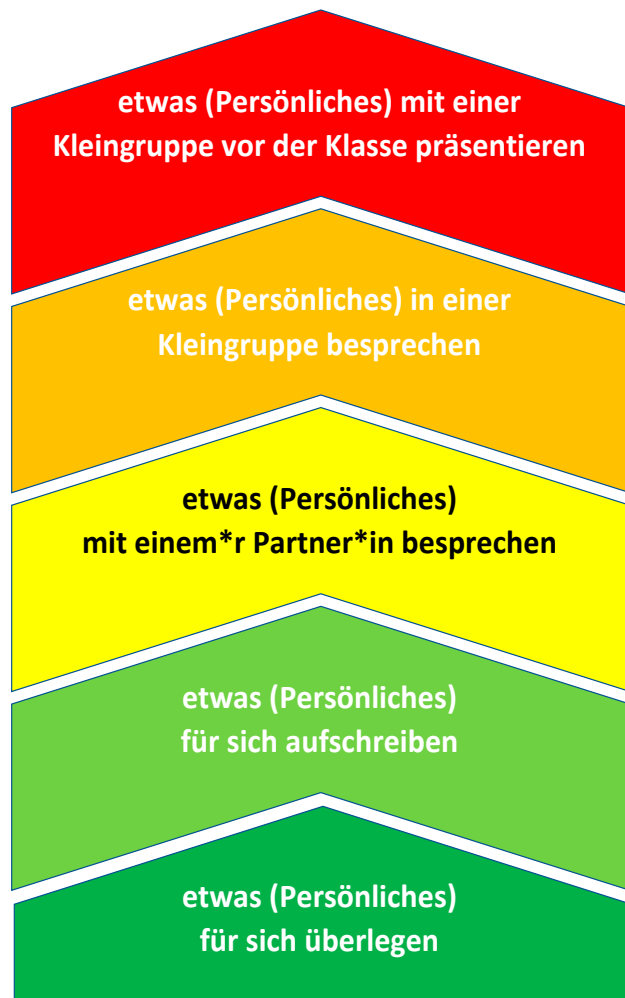 etwas (Persönliches) mit einer
Kleingruppe vor der Klasse präsentieren
etwas (Persönliches) in einer
Kleingruppe besprechen
etwas (Persönliches)
mit einem*r Partner*in besprechen
etwas (Persönliches)
für sich aufschreiben
etwas (Persönliches)
für sich überlegen